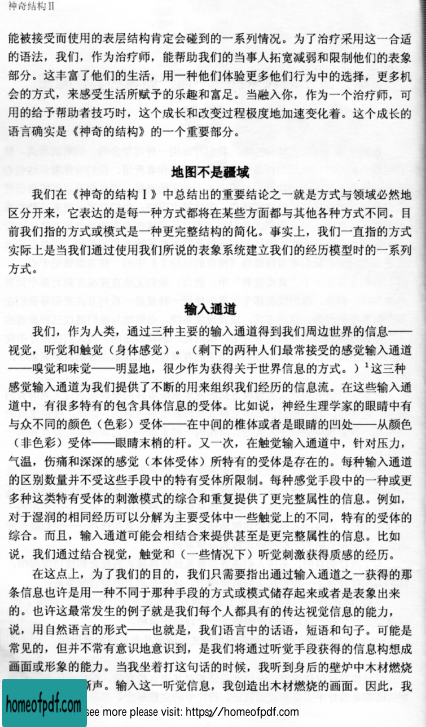 神奇结构Ⅱ
能被接受而使用的表层结构肯定会碰到的一系列情况。为了治疗采用这一合适
的语法，我们，作为治疗师，能帮助我们的当事人拓宽减弱和限制他们的表象
部分。这丰富了他们的生活，用一种他们体验更多他们行为中的选择，更多机
会的方式，来感受生活所赋予的乐趣和富足。当融入你，作为一个治疗师，可
用的给予帮助者技巧时，这个成长和改变过程极度地加速变化着。这个成长的
语言确实是《神奇的结构》的一个重要部分。
地图不是疆域
我们在《神奇的结构Ⅰ》中总结出的重要结论之一就是方式与领域必然地
区分开来，它表达的是每一种方式都将在某些方面都与其他各种方式不同。目
前我们指的方式或模式是一种更完整结构的简化。事实上，我们一直指的方式
实际上是当我们通过使用我们所说的表象系统建立我们的经历模型时的一系列
方式。
输入通道
我们，作为人类，通过三种主要的输入通道得到我们周边世界的信息——
视觉，听觉和触觉（身体感觉）。（剩下的两种人们最常接受的感觉输入通道
——嗅觉和味觉——明显地，很少作为获得关于世界信息的方式。）¹这三种
感觉输入通道为我们提供了不断的用来组织我们经历的信息流。在这些输入通
道中，有很多特有的包含具体信息的受体。比如说，神经生理学家的眼睛中有
与众不同的颜色（色彩）受体——在中间的椎体或者是眼睛的凹处——从颜色
（非色彩）受体——眼睛末梢的杆。又一次，在触觉输入通道中，针对压力，
气温，伤痛和深深的感觉（本体受体）所特有的受体是存在的。每种输入通道
的区别数量并不受这些手段中的特有受体所限制。每种感觉手段中的一种或更
多种这类特有受体的刺激模式的综合和重复提供了更完整属性的信息。例如，
对于湿润的相同经历可以分解为主要受体中一些触觉上的不同，特有的受体的
综合。而且，输入通道可能会相结合来提供甚至是更完整属性的信息。比如
说，我们通过结合视觉，触觉和（一些情况下）听觉刺激获得质感的经历。
在这点上，为了我们的目的，我们只需要指出通过输入通道之一获得的那
条信息也许是用一种不同于那种手段的方式或模式储存起来或者是表象出来
的。也许这最常发生的例子就是我们每个人都具有的传达视觉信息的能力，
说，用自然语言的形式——也就是，我们语言中的话语，短语和句子。可能是
常见的，但并不常有意识地意识到，是我们将通过听觉手段获得的信息构想成
画面或形象的能力。当我坐着打这句话的时候，我听到身后的壁炉中木材燃烧
断声。输入这一听觉信息，我创造出木材燃烧的画面。因此，我
homeofpdf.com
see more please visit: https://homeofpdf.com